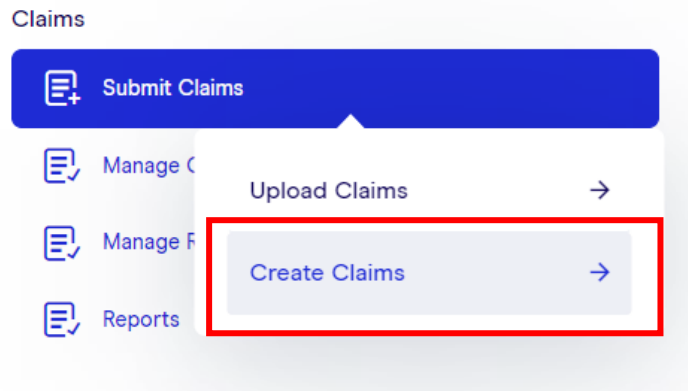 Claims
Submit Claims
Manage
Upload Claims
Manage
Create Claims
Reports